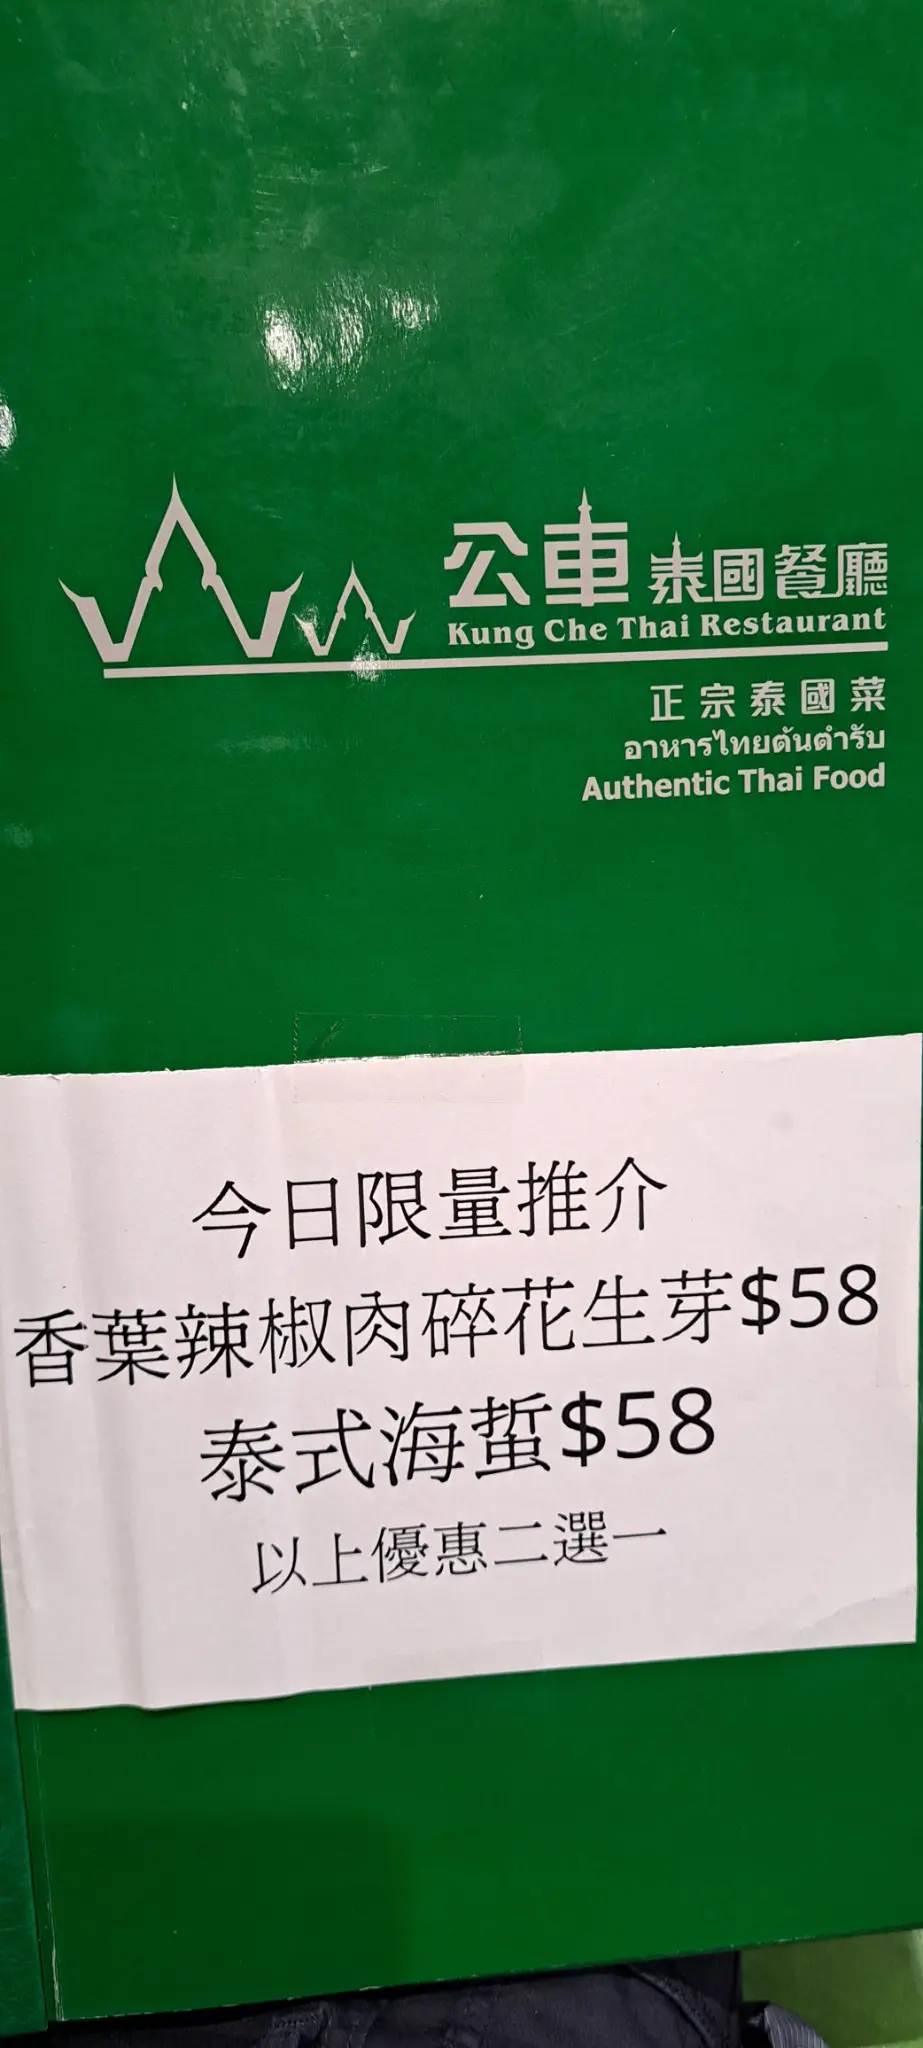 公車泰國餐廳
Kung Che Thai Restaurant
正宗泰國菜
อาหารไทยต้นตำรับ
Authentic Thai Food
今日限量推介
香葉辣椒肉碎花生芽$58
泰式海蜇$58
以上優惠二選一